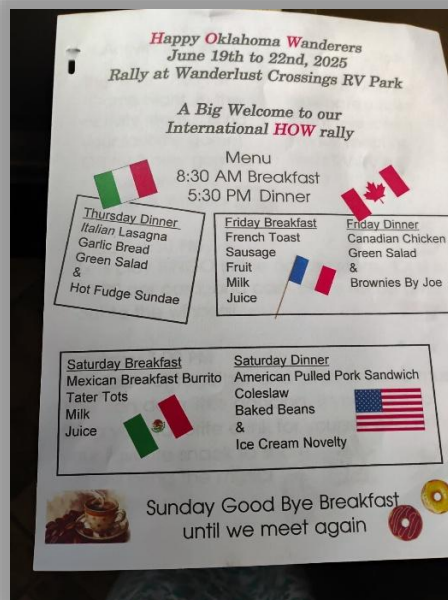 Happy Oklahoma Wanderers
June 19th to 22nd, 2025
Rally at Wanderlust Crossings RV Park
A Big Welcome to our
International HOW rally
Menu
8:30 AM Breakfast
5:30 PM Dinner
Thursday Dinner
Italian Lasagna
Garlic Bread
Green Salad
&
Hot Fudge Sundae
Friday Breakfast
French Toast
Sausage
Fruit
Milk
Juice
Friday Dinner
Canadian Chicken
Green Salad
&
Brownies By Joe
Saturday Breakfast
Mexican Breakfast Burrito
Tater Tots
Milk
Juice
Saturday Dinner
American Pulled Pork Sandwich
Coleslaw
Baked Beans
&
Ice Cream Novelty
Sunday Good Bye Breakfast
until we meet again